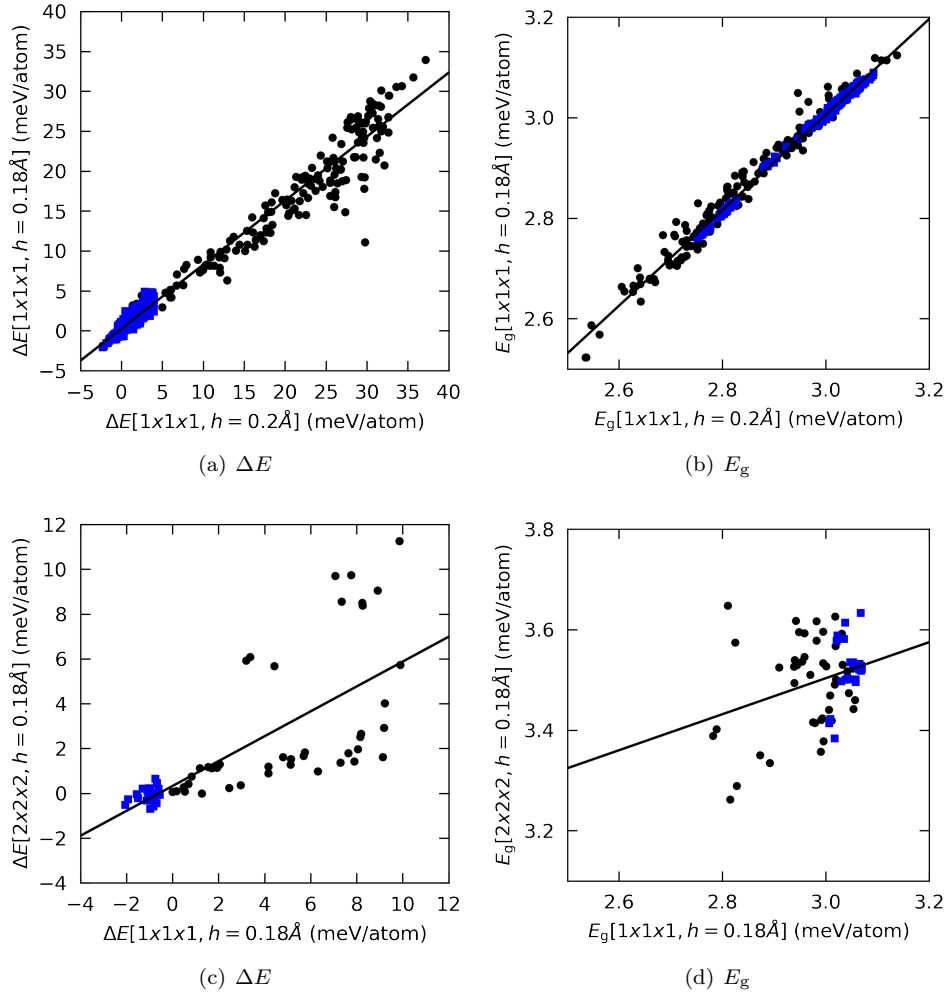 40
35
30
25
20
15
10
5
0
−5
ΔE[1x1x1, h = 0.18Å] (meV/atom)
−5 0 5 10 15 20 25 30 35 40
ΔE[1x1x1, h = 0.2Å] (meV/atom)
(a) ΔE
3.2
3.0
2.8
2.6
E_g[1x1x1, h = 0.18Å] (meV/atom)
2.6 2.8 3.0 3.2
E_g[1x1x1, h = 0.2Å] (meV/atom)
(b) E_g
12
10
8
6
4
2
0
−2
−4
ΔE[2x2x2, h = 0.18Å] (meV/atom)
−4 −2 0 2 4 6 8 10 12
ΔE[1x1x1, h = 0.18Å (meV/atom)
(c) ΔE
3.8
3.6
3.4
3.2
E_g[2x2x2, h = 0.18Å] (meV/atom)
2.6 2.8 3.0 3.2
E_g[1x1x1, h = 0.18Å] (meV/atom)
(d) E_g